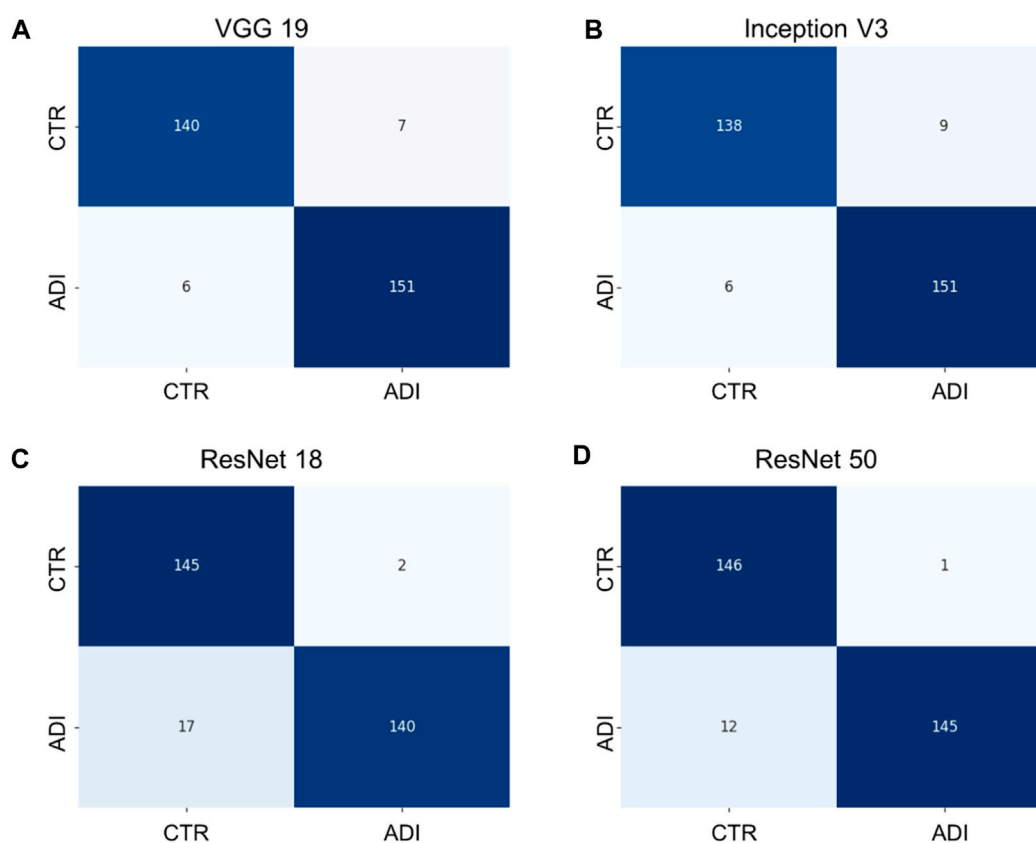 A
VGG 19
CTR
140
7
ADI
6
151
CTR
ADI
B
Inception V3
CTR
138
9
ADI
6
151
CTR
ADI
C
ResNet 18
CTR
145
2
ADI
17
140
CTR
ADI
D
ResNet 50
CTR
146
1
ADI
12
145
CTR
ADI